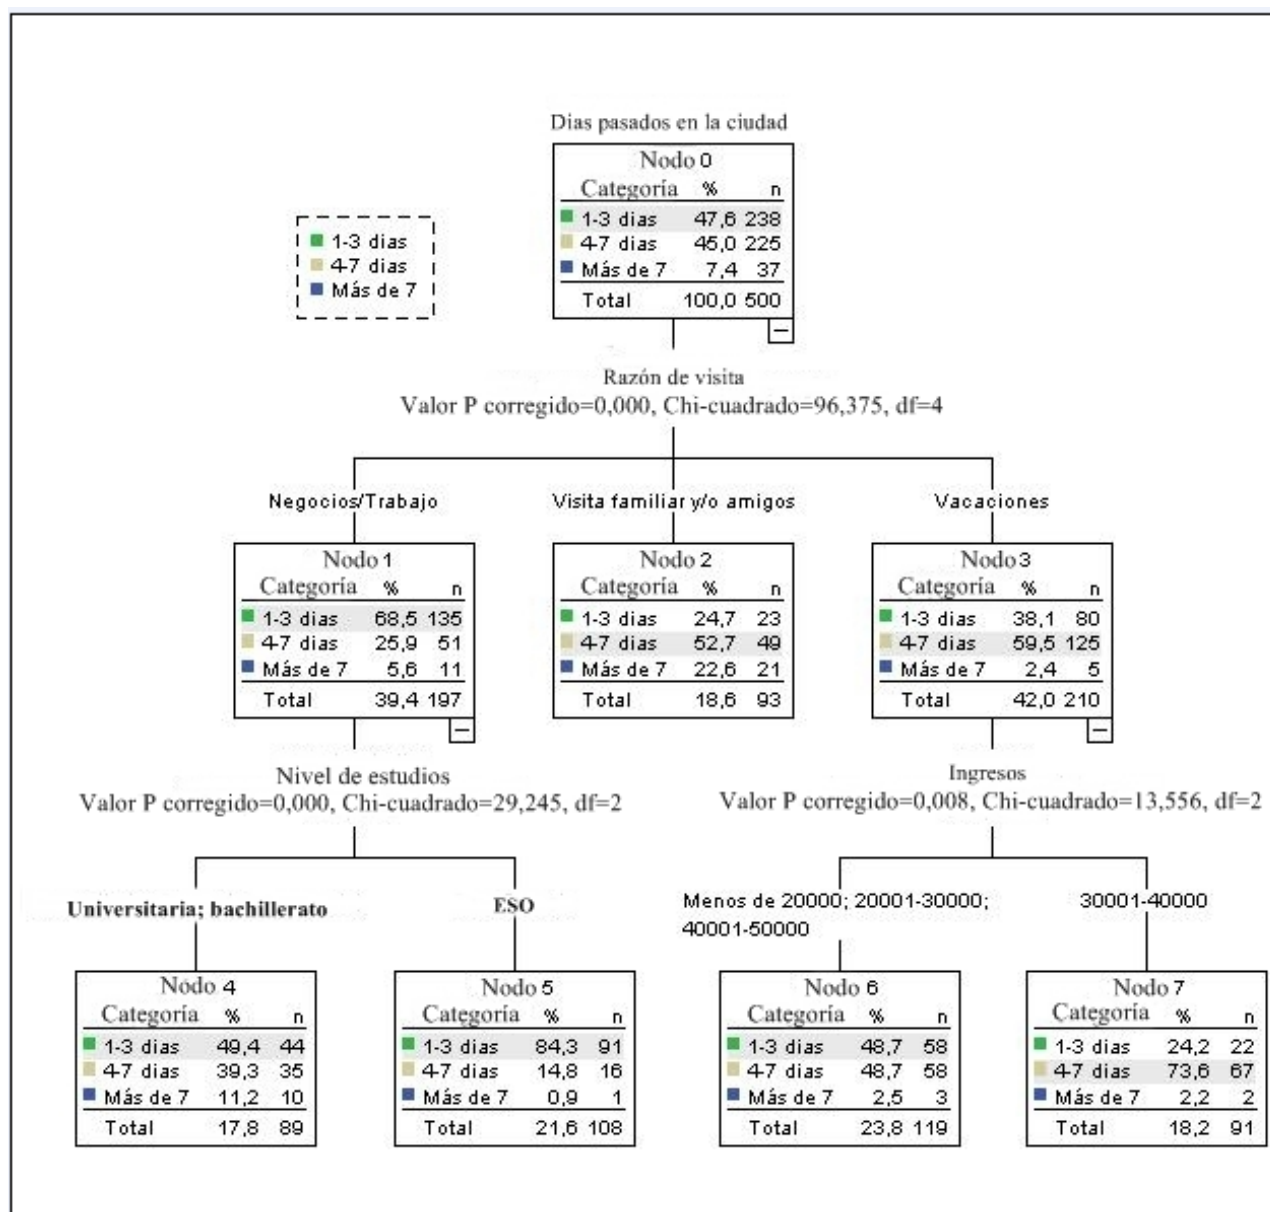 Dias pasados en la ciudad
Nodo 0
Categoría % n
1-3 dias 47,6 238
4-7 dias 45,0 225
Más de 7 7,4 37
Total 100,0 500
1-3 dias
4-7 dias
Más de 7
Razón de visita
Valor P corregido=0,000, Chi-cuadrado=96,375, df=4
Negocios/Trabajo
Nodo 1
Categoría % n
1-3 dias 68,5 135
4-7 dias 25,9 51
Más de 7 5,6 11
Total 39,4 197
Visita familiar y/o amigos
Nodo 2
Categoría % n
1-3 dias 24,7 23
4-7 dias 52,7 49
Más de 7 22,6 21
Total 18,6 93
Vacaciones
Nodo 3
Categoría % n
1-3 dias 38,1 80
4-7 dias 59,5 125
Más de 7 2,4 5
Total 42,0 210
Nivel de estudios
Valor P corregido=0,000, Chi-cuadrado=29,245, df=2
Ingresos
Valor P corregido=0,008, Chi-cuadrado=13,556, df=2
Universitaria; bachillerato
Nodo 4
Categoría % n
1-3 dias 49,4 44
4-7 dias 39,3 35
Más de 7 11,2 10
Total 17,8 89
ESO
Nodo 5
Categoría % n
1-3 dias 84,3 91
4-7 dias 14,8 16
Más de 7 0,9 1
Total 21,6 108
Menos de 20000; 20001-30000;
40001-50000
Nodo 6
Categoría % n
1-3 dias 48,7 58
4-7 dias 48,7 58
Más de 7 2,5 3
Total 23,8 119
30001-40000
Nodo 7
Categoría % n
1-3 dias 24,2 22
4-7 dias 73,6 67
Más de 7 2,2 2
Total 18,2 91